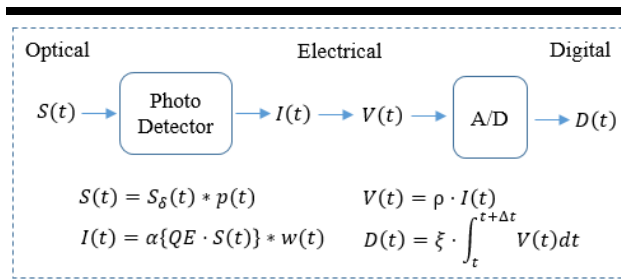 Optical Electrical Digital
S(t) Photo Detector I(t) V(t) A/D D(t)
S(t) = S_δ(t) * p(t)
V(t) = ρ · I(t)
I(t) = α{QE · S(t)} * w(t)
D(t) = ξ · ∫_t^{t+Δt} V(t)dt